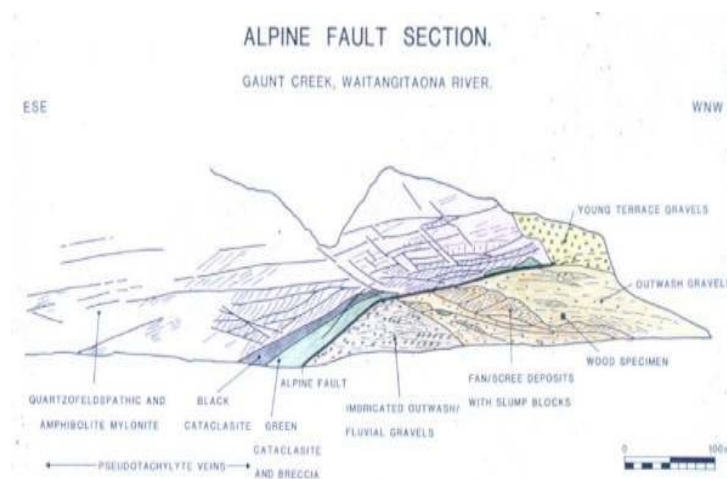 ALPINE FAULT SECTION.
GAUNT CREEK, WAITANGITAONA RIVER.
ESE
WNW
YOUNG TERRACE GRAVELS
OUTWASH GRAVELS
WOOD SPECIMEN
FAN/SCREE DEPOSITS
WITH SLUMP BLOCKS
IMBRICATED OUTWASH/
FLUVIAL GRAVELS
ALPINE FAULT
GREEN
CATACLASITE
AND BRECCIA
BLACK
CATACLASITE
QUARTZOFELDSPATHIC AND
AMPHIBOLITE MYLONITE
PSEUDOTACHYLYTE VEINS
0